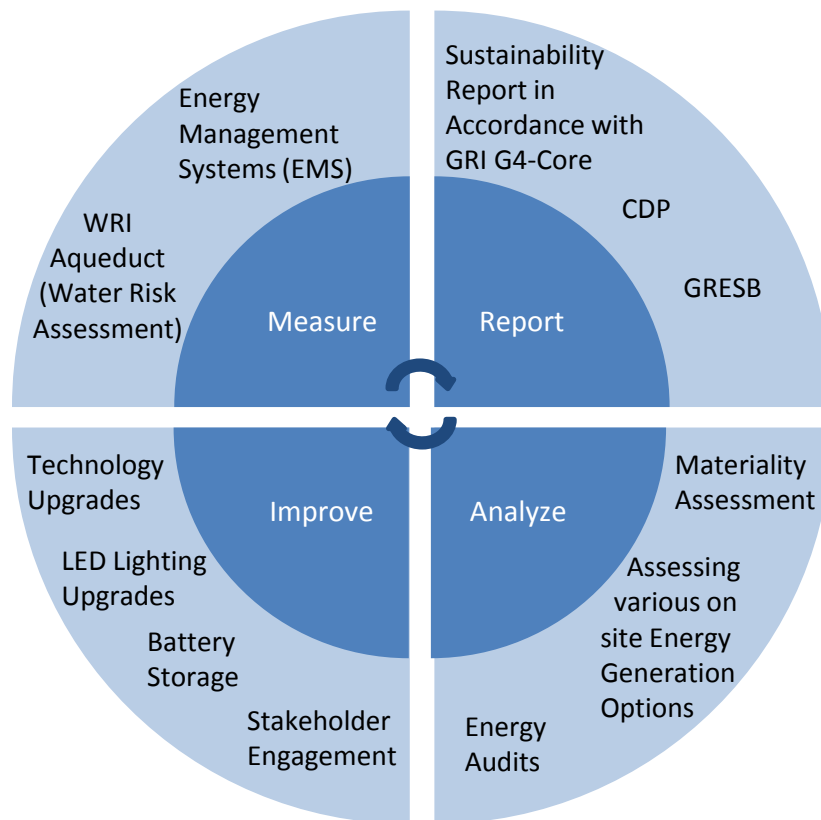 Energy
Management
Systems (EMS)
WRI
Aqueduct
(Water Risk
Assessment)
Measure
Sustainability
Report in
Accordance with
GRI G4-Core
CDP
GRESB
Report
Technology
Upgrades
LED Lighting
Upgrades
Battery
Storage
Stakeholder
Engagement
Improve
Analyze
Materiality
Assessment
Assessing
various on
site Energy
Generation
Options
Energy
Audits